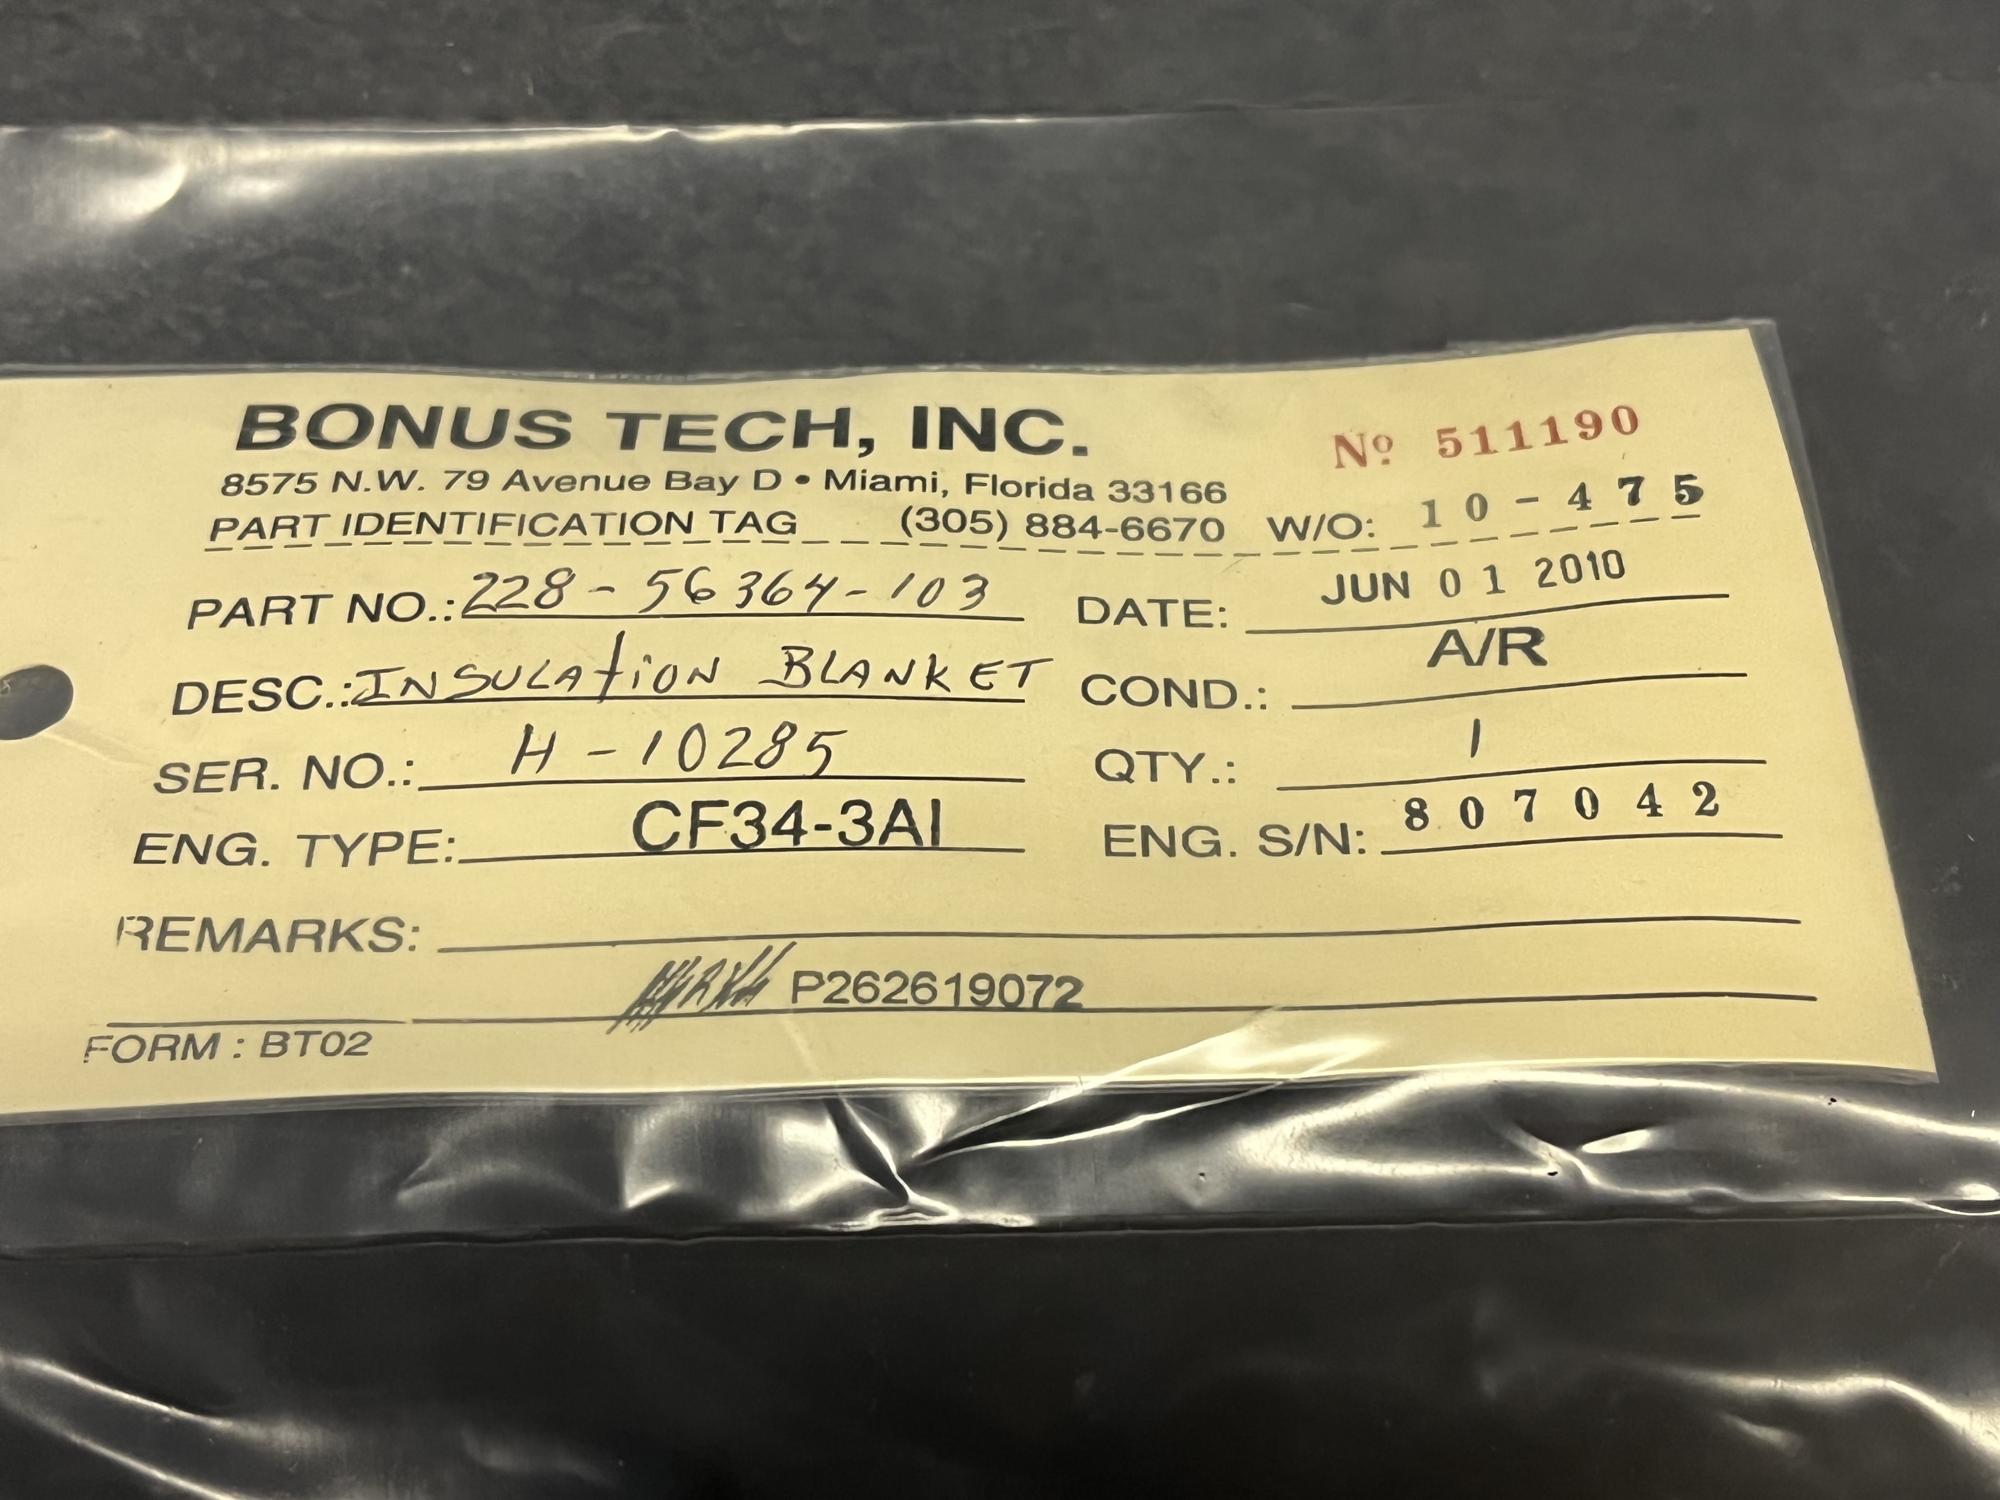 BONUS TECH, INC.
Nº 511190
8575 N.W. 79 Avenue Bay D • Miami, Florida 33166
PART IDENTIFICATION TAG (305) 884-6670 W/O: 10-475
PART NO.: 228-56364-103 DATE: JUN 01 2010
DESC.: INSULATION BLANKET COND.: A/R
SER. NO.: H-10285 QTY.: 1
ENG. TYPE: CF34-3A1 ENG. S/N: 807042
REMARKS:
P262619072
FORM : BT02